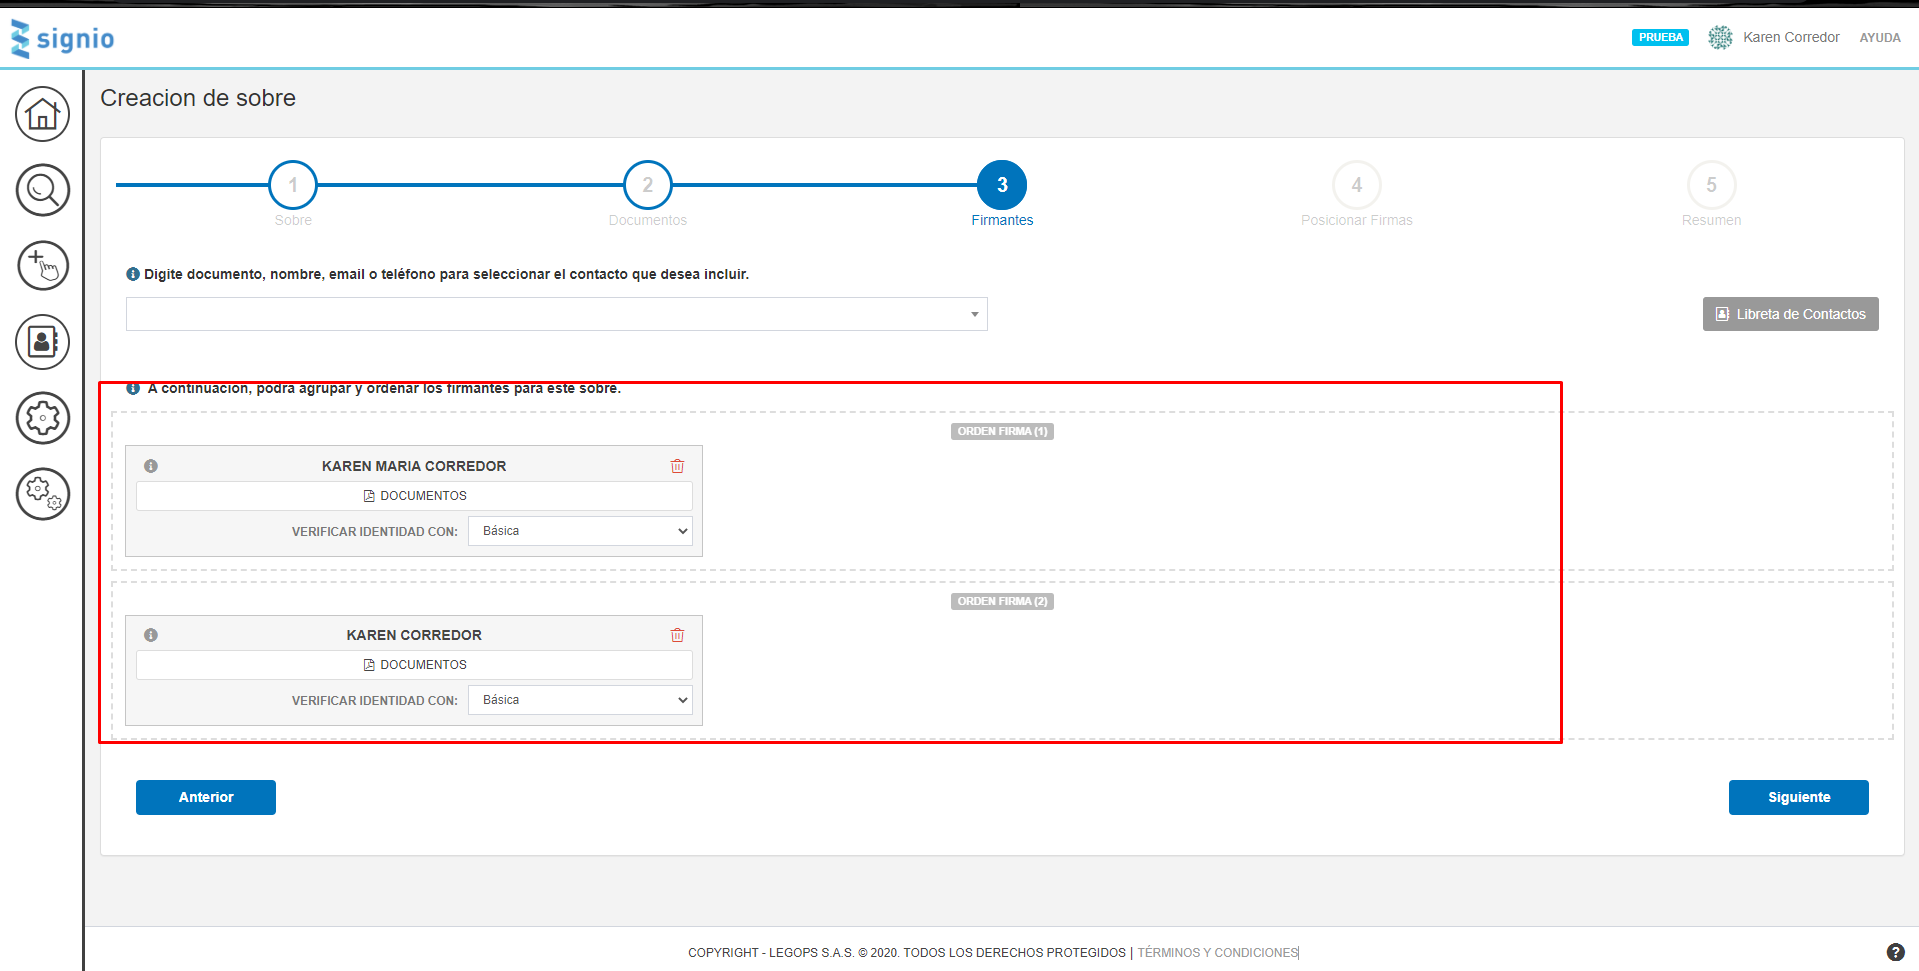 signio
PRUEBA
Karen Corredor
AYUDA
Creacion de sobre
1
Sobre
2
Documentos
3
Firmantes
4
Posicionar Firmas
5
Resumen
Digite documento, nombre, email o teléfono para seleccionar el contacto que desea incluir.
Libreta de Contactos
A continuación, podrá agrupar y ordenar los firmantes para este sobre.
ORDEN FIRMA (1)
KAREN MARIA CORREDOR
DOCUMENTOS
VERIFICAR IDENTIDAD CON:
Básica
ORDEN FIRMA (2)
KAREN CORREDOR
DOCUMENTOS
VERIFICAR IDENTIDAD CON:
Básica
Anterior
Siguiente
COPYRIGHT - LEGOPS S.A.S. © 2020. TODOS LOS DERECHOS PROTEGIDOS | TÉRMINOS Y CONDICIONES